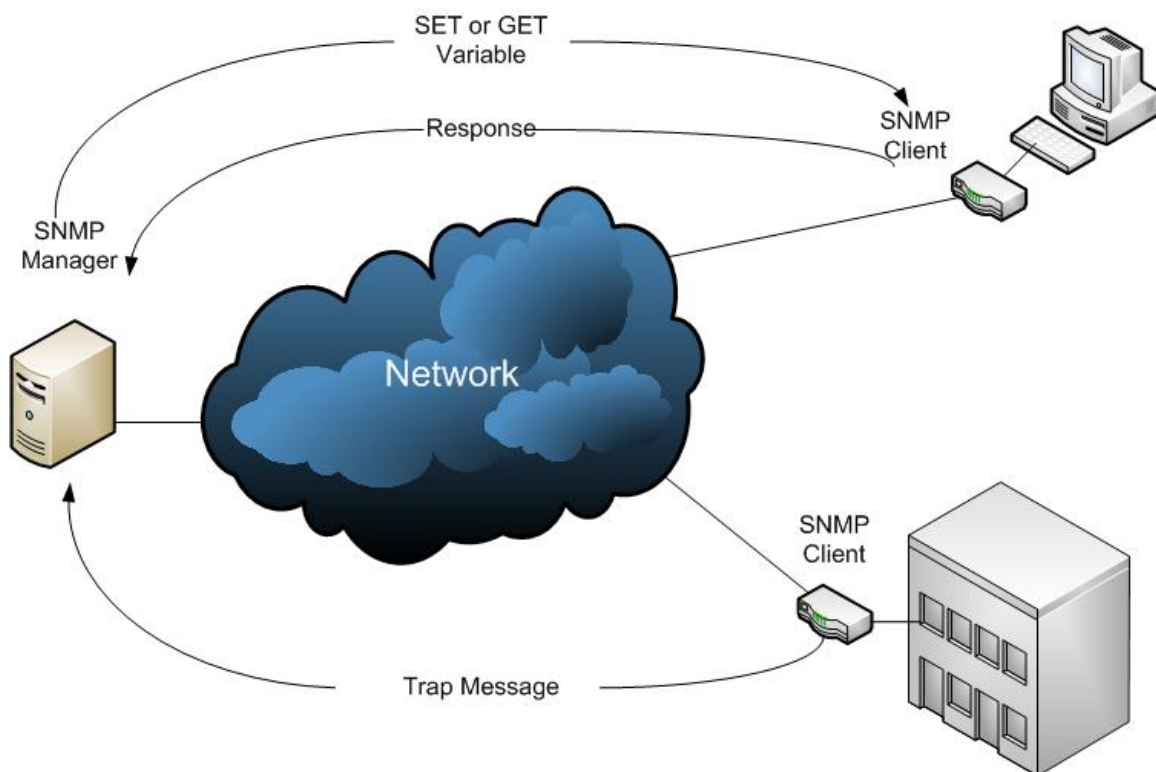 SET or GET
Variable
Response
SNMP
Client
SNMP
Manager
Network
SNMP
Client
Trap Message